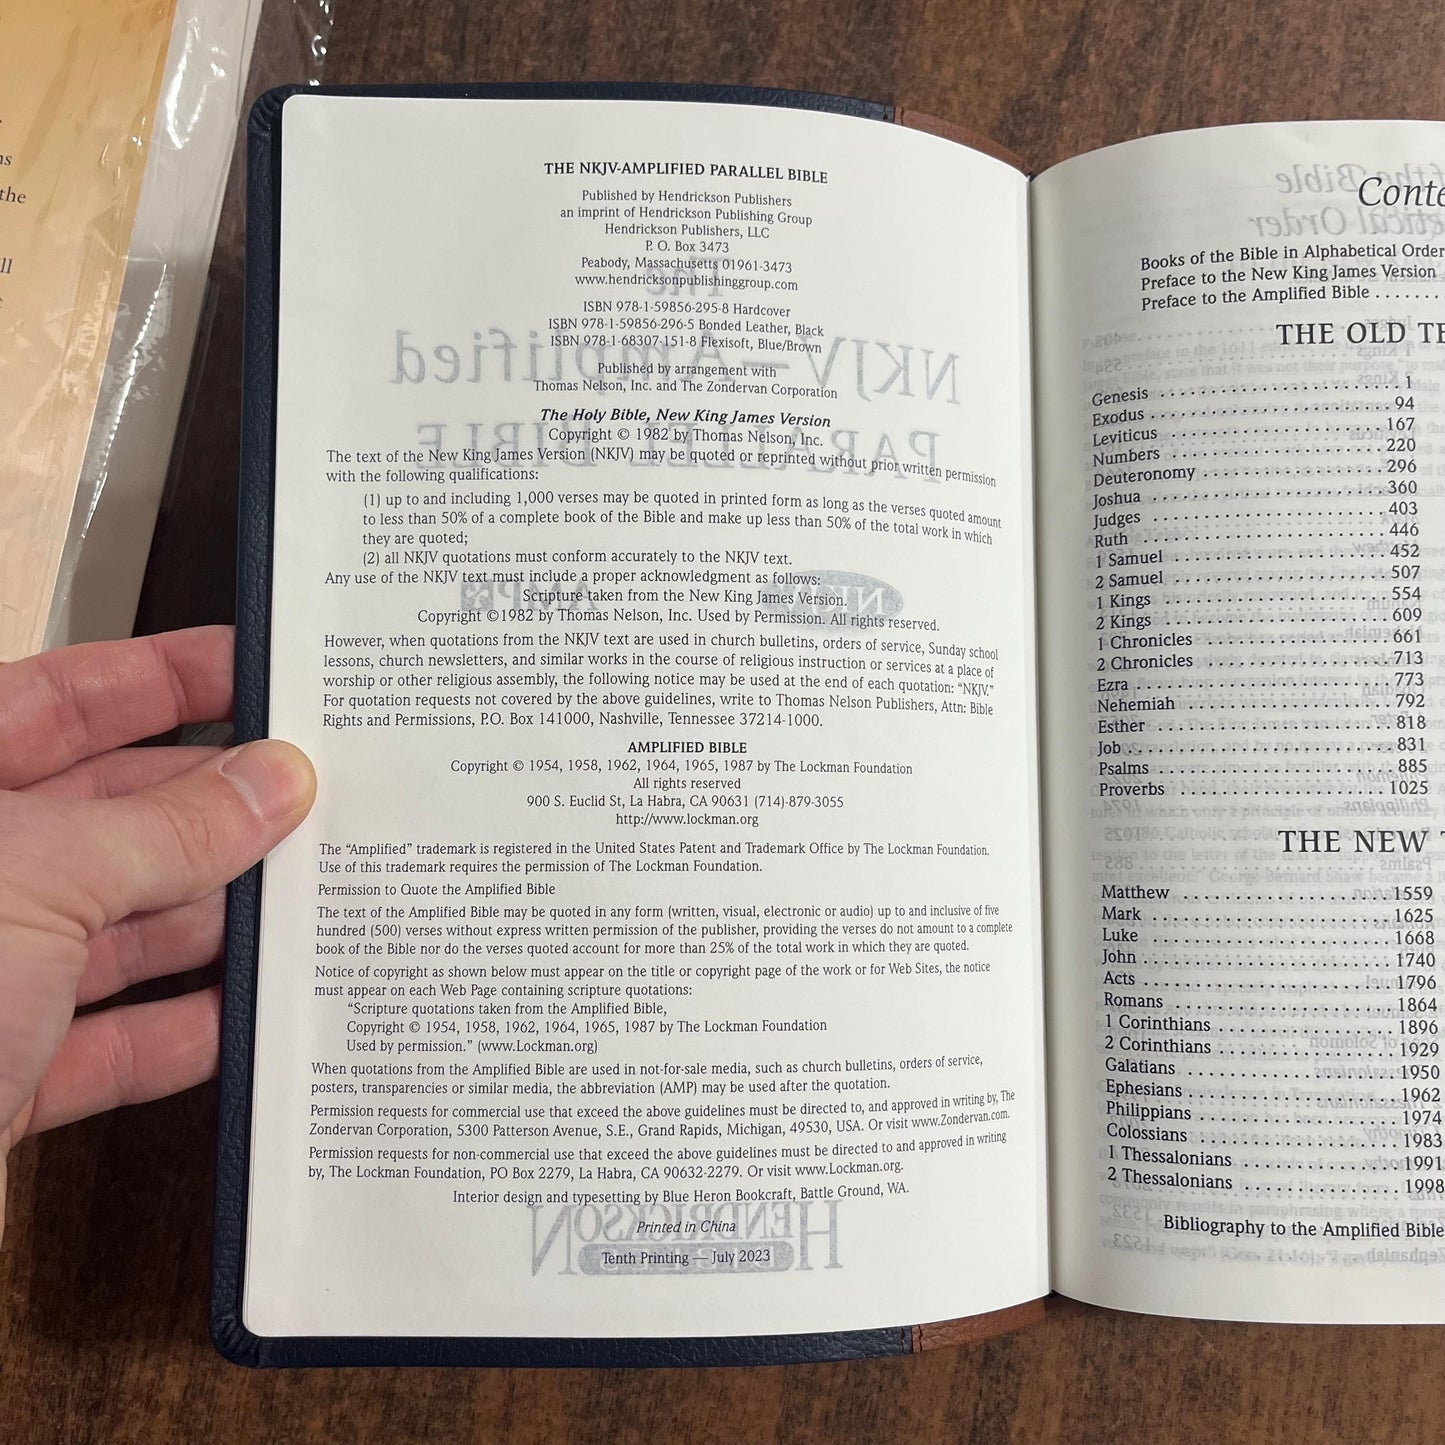 ns
the
ll
THE NKJV-AMPLIFIED PARALLEL BIBLE
Published by Hendrickson Publishers
an imprint of Hendrickson Publishing Group
Hendrickson Publishers, LLC
P. O. Box 3473
Peabody, Massachusetts 01961-3473
www.hendricksonpublishinggroup.com
ISBN 978-1-59856-295-8 Hardcover
ISBN 978-1-59856-296-5 Bonded Leather, Black
ISBN 978-1-68307-151-8 Flexisoft, Blue/Brown
Published by arrangement with
Thomas Nelson, Inc. and The Zondervan Corporation
The Holy Bible, New King James Version
Copyright © 1982 by Thomas Nelson, Inc.
The text of the New King James Version (NKJV) may be quoted or reprinted without prior written permission
with the following qualifications:
(1) up to and including 1,000 verses may be quoted in printed form as long as the verses quoted amount
to less than 50% of a complete book of the Bible and make up less than 50% of the total work in which
they are quoted;
(2) all NKJV quotations must conform accurately to the NKJV text.
Any use of the NKJV text must include a proper acknowledgment as follows:
Scripture taken from the New King James Version.
Copyright ©1982 by Thomas Nelson, Inc. Used by Permission. All rights reserved.
However, when quotations from the NKJV text are used in church bulletins, orders of service, Sunday school
lessons, church newsletters, and similar works in the course of religious instruction or services at a place of
worship or other religious assembly, the following notice may be used at the end of each quotation: "NKJV."
For quotation requests not covered by the above guidelines, write to Thomas Nelson Publishers, Attn: Bible
Rights and Permissions, P.O. Box 141000, Nashville, Tennessee 37214-1000.
AMPLIFIED BIBLE
Copyright © 1954, 1958, 1962, 1964, 1965, 1987 by The Lockman Foundation
All rights reserved
900 S. Euclid St, La Habra, CA 90631 (714)-879-3055
http://www.lockman.org
The "Amplified" trademark is registered in the United States Patent and Trademark Office by The Lockman Foundation.
Use of this trademark requires the permission of The Lockman Foundation.
Permission to Quote the Amplified Bible
The text of the Amplified Bible may be quoted in any form (written, visual, electronic or audio) up to and inclusive of five
hundred (500) verses without express written permission of the publisher, providing the verses do not amount to a complete
book of the Bible nor do the verses quoted account for more than 25% of the total work in which they are quoted.
Notice of copyright as shown below must appear on the title or copyright page of the work or for Web Sites, the notice
must appear on each Web Page containing scripture quotations:
"Scripture quotations taken from the Amplified Bible,
Copyright © 1954, 1958, 1962, 1964, 1965, 1987 by The Lockman Foundation
Used by permission." (www.Lockman.org)
When quotations from the Amplified Bible are used in not-for-sale media, such as church bulletins, orders of service,
posters, transparencies or similar media, the abbreviation (AMP) may be used after the quotation.
Permission requests for commercial use that exceed the above guidelines must be directed to, and approved in writing by, The
Zondervan Corporation, 5300 Patterson Avenue, S.E., Grand Rapids, Michigan, 49530, USA. Or visit www.Zondervan.com.
Permission requests for non-commercial use that exceed the above guidelines must be directed to and approved in writing
by, The Lockman Foundation, PO Box 2279, La Habra, CA 90632-2279. Or visit www.Lockman.org.
Interior design and typesetting by Blue Heron Bookcraft, Battle Ground, WA.
Printed in China
Tenth Printing — July 2023
Conte
Books of the Bible in Alphabetical Order
Preface to the New King James Version
Preface to the Amplified Bible ........
THE OLD TE
Genesis .......... 1
Exodus .......... 94
Leviticus .......... 167
Numbers .......... 220
Deuteronomy .......... 296
Joshua .......... 360
Judges .......... 403
Ruth .......... 446
1 Samuel .......... 452
2 Samuel .......... 507
1 Kings .......... 554
2 Kings .......... 609
1 Chronicles .......... 661
2 Chronicles .......... 713
Ezra .......... 773
Nehemiah .......... 792
Esther .......... 818
Job .......... 831
Psalms .......... 885
Proverbs .......... 1025
THE NEW T
Matthew .......... 1559
Mark .......... 1625
Luke .......... 1668
John .......... 1740
Acts .......... 1796
Romans .......... 1864
1 Corinthians .......... 1896
2 Corinthians .......... 1929
Galatians .......... 1950
Ephesians .......... 1962
Philippians .......... 1974
Colossians .......... 1983
1 Thessalonians .......... 1991
2 Thessalonians .......... 1998
Bibliography to the Amplified Bible